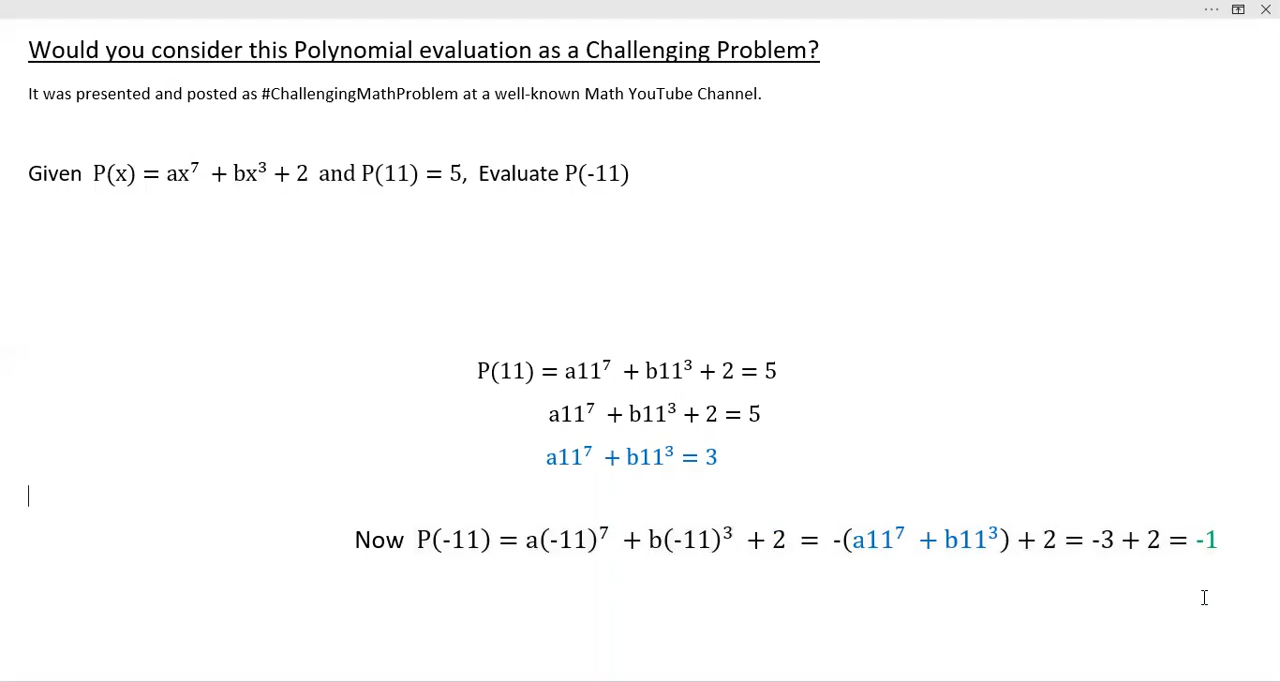 Would you consider this Polynomial evaluation as a Challenging Problem?
It was presented and posted as #ChallengingMathProblem at a well-known Math YouTube Channel.
Given P(x) = ax⁷ + bx³ + 2 and P(11) = 5, Evaluate P(-11)
P(11) = a11⁷ + b11³ + 2 = 5
a11⁷ + b11³ + 2 = 5
a11⁷ + b11³ = 3
Now P(-11) = a(-11)⁷ + b(-11)³ + 2 = -(a11⁷ + b11³) + 2 = -3 + 2 = -1